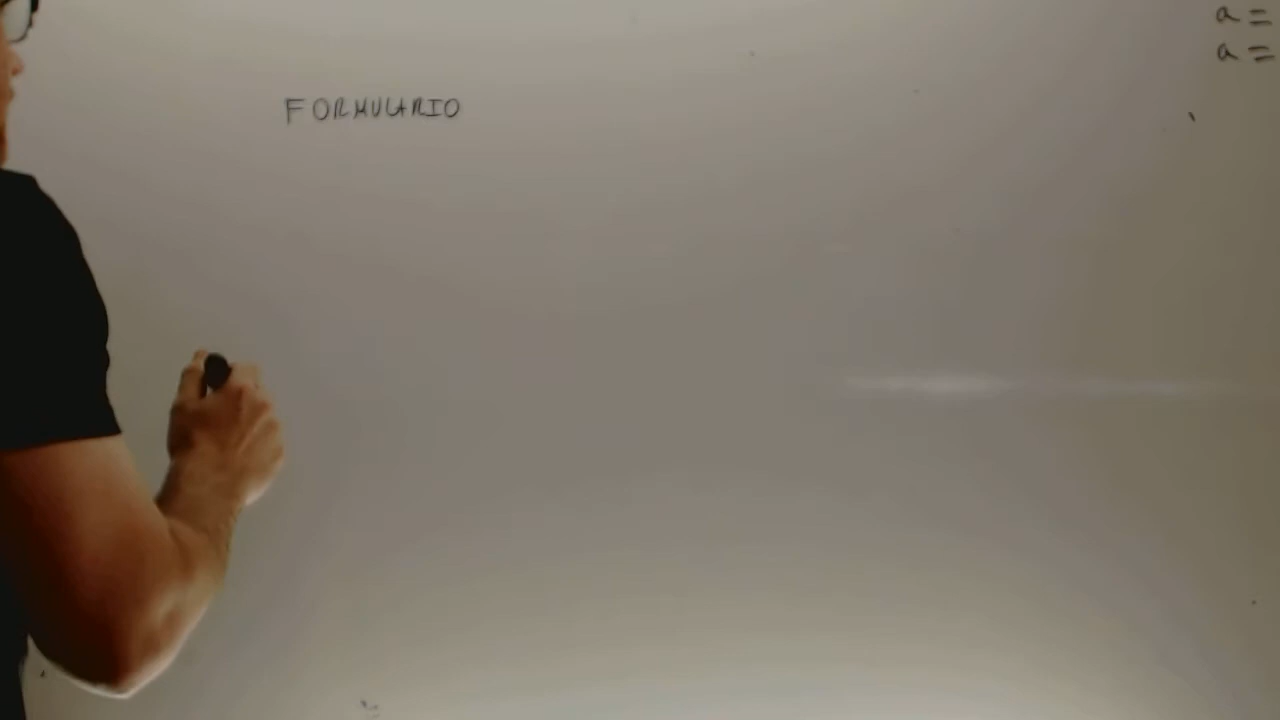 a =
a =
FORMULARIO